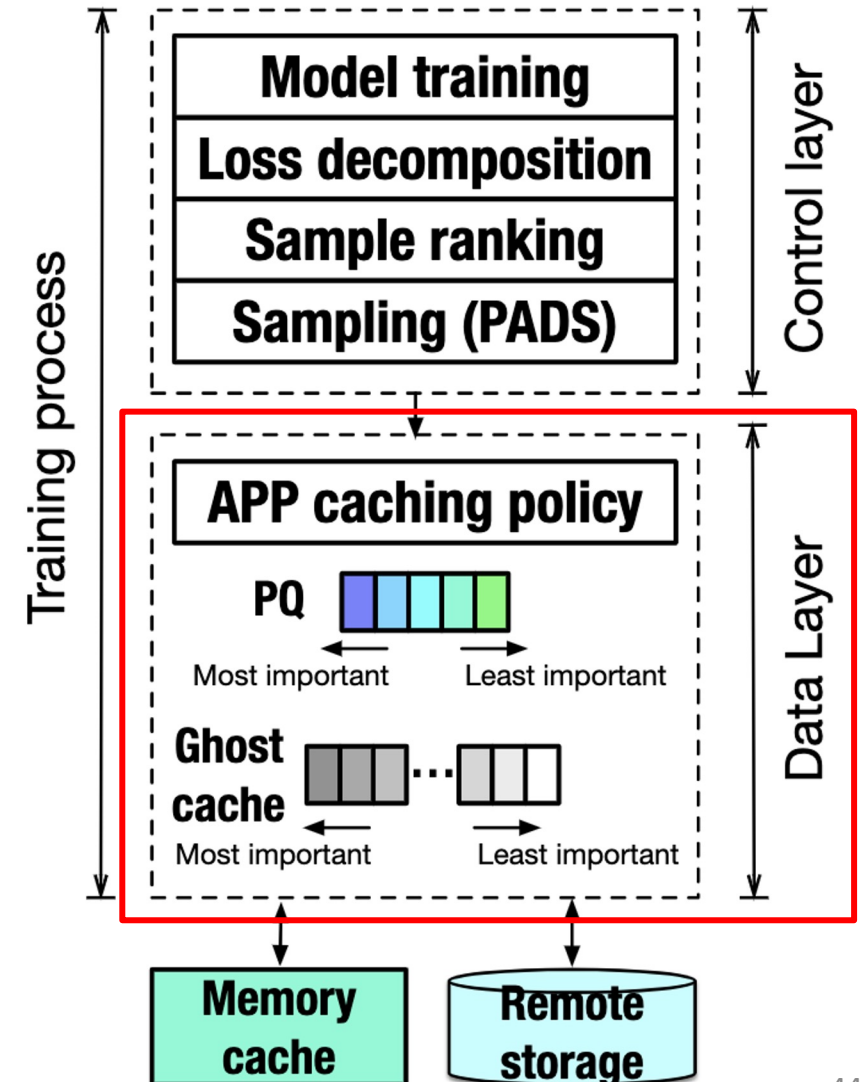 Training process
Control layer
Model training
Loss decomposition
Sample ranking
Sampling (PADS)
Data Layer
APP caching policy
PQ
Most important
Least important
Ghost
cache
...
Most important
Least important
Memory
cache
Remote
storage